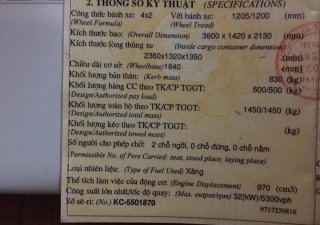 2. THÔNG SỐ KỸ THUẬT (SPECIFICATIONS)
Công thức bánh xe: 4x2 Vết bánh xe: - 1205/1200 (mm)
(Wheel Formula) (Wheel Tread)
Kích thước bao: (Overall Dimension) 3600 x 1420 x 2130 (mm)
Kích thước lòng thùng xe (Inside cargo container dimension)
2360x1320x1350 (mm)
Chiều dài cơ sở: (Wheelbase) 1840 (mm)
Khối lượng bản thân: (Kerb mass) 830 (kg)
Khối lượng hàng CC theo TK/CP TGGT: 500/500 (kg)
(Design/Authorized pay load)
Khối lượng toàn bộ theo TK/CP TGGT: 1450/1450 (kg)
(Design/Authorized total mass)
Khối lượng kéo theo TK/CP TGGT: (kg)
(Design/Authorized towed mass)
Số người cho phép chở: 2 chỗ ngồi, 0 chỗ đứng, 0 chỗ nằm
(Permissible No. of Pers Carried: seat, stood place, laying place)
Loại nhiên liệu: (Type of Fuel Used) Xăng
Thể tích làm việc của động cơ: (Engine Displacement) 970 (cm3)
Công suất lớn nhất/tốc độ quay: (Max. output/rpm) 32(kW)/5300vph
Số sê-ri: (No.) KC-5501870 9717259816